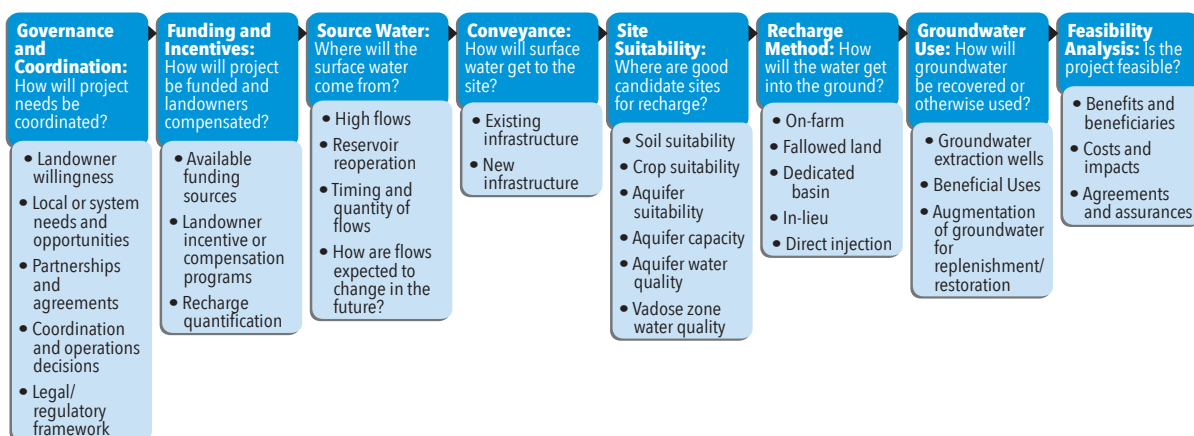 Governance
and
Coordination:
How will project
needs be
coordinated?
• Landowner
willingness
• Local or system
needs and
opportunities
• Partnerships
and
agreements
• Coordination
and operations
decisions
• Legal/
regulatory
framework
Funding and
Incentives:
How will project
be funded and
landowners
compensated?
• Available
funding
sources
• Landowner
incentive or
compensation
programs
• Recharge
quantification
Source Water:
Where will the
surface water
come from?
• High flows
• Reservoir
reoperation
• Timing and
quantity of
flows
• How are flows
expected to
change in the
future?
Conveyance:
How will surface
water get to the
site?
• Existing
infrastructure
• New
infrastructure
Site
Suitability:
Where are good
candidate sites
for recharge?
• Soil suitability
• Crop suitability
• Aquifer
suitability
• Aquifer capacity
• Aquifer water
quality
• Vadose zone
water quality
Recharge
Method: How
will the water get
into the ground?
• On-farm
• Fallowed land
• Dedicated
basin
• In-lieu
• Direct injection
Groundwater
Use: How will
groundwater
be recovered or
otherwise used?
• Groundwater
extraction wells
• Beneficial Uses
• Augmentation
of groundwater
for
replenishment/
restoration
Feasibility
Analysis: Is the
project feasible?
• Benefits and
beneficiaries
• Costs and
impacts
• Agreements
and assurances